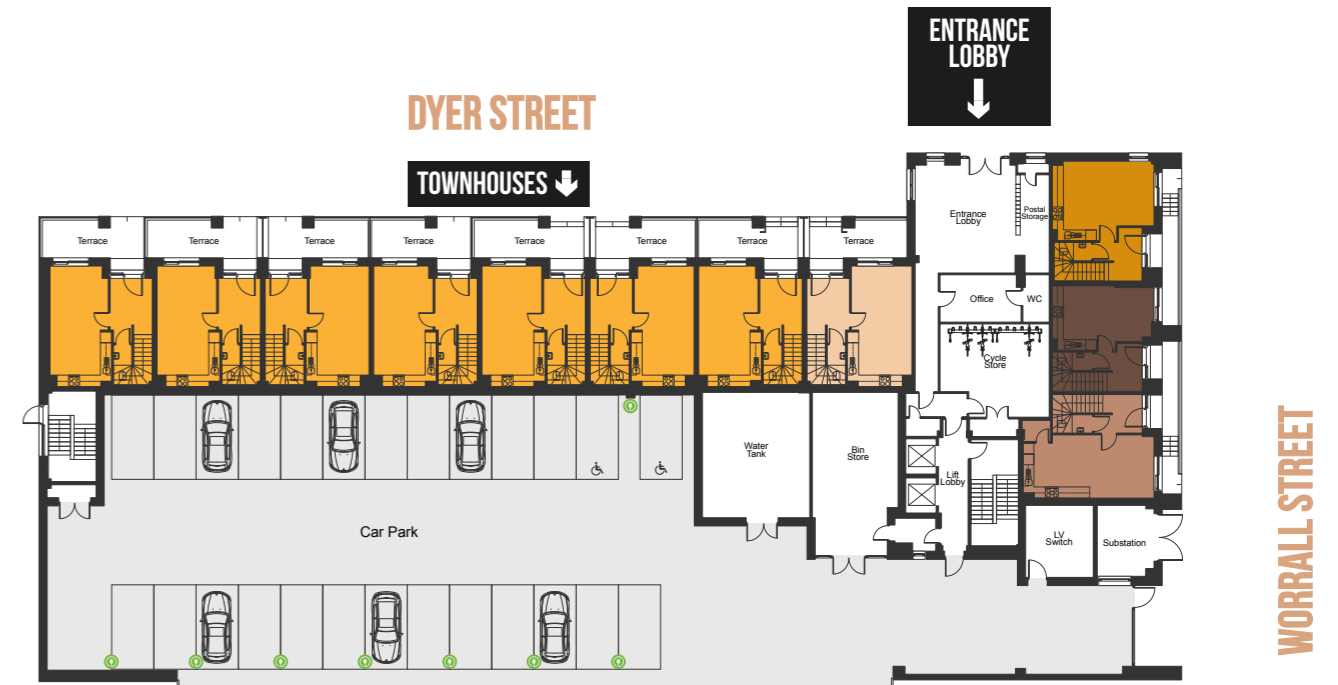 ENTRANCE
LOBBY
DYER STREET
TOWNHOUSES
Terrace
Terrace
Terrace
Terrace
Terrace
Terrace
Terrace
Terrace
Entrance
Lobby
Postal
Storage
Office
WC
Cycle
Store
Water
Tank
Bin
Store
Lift
Lobby
Car Park
LV
Switch
Substation
WORRALL STREET